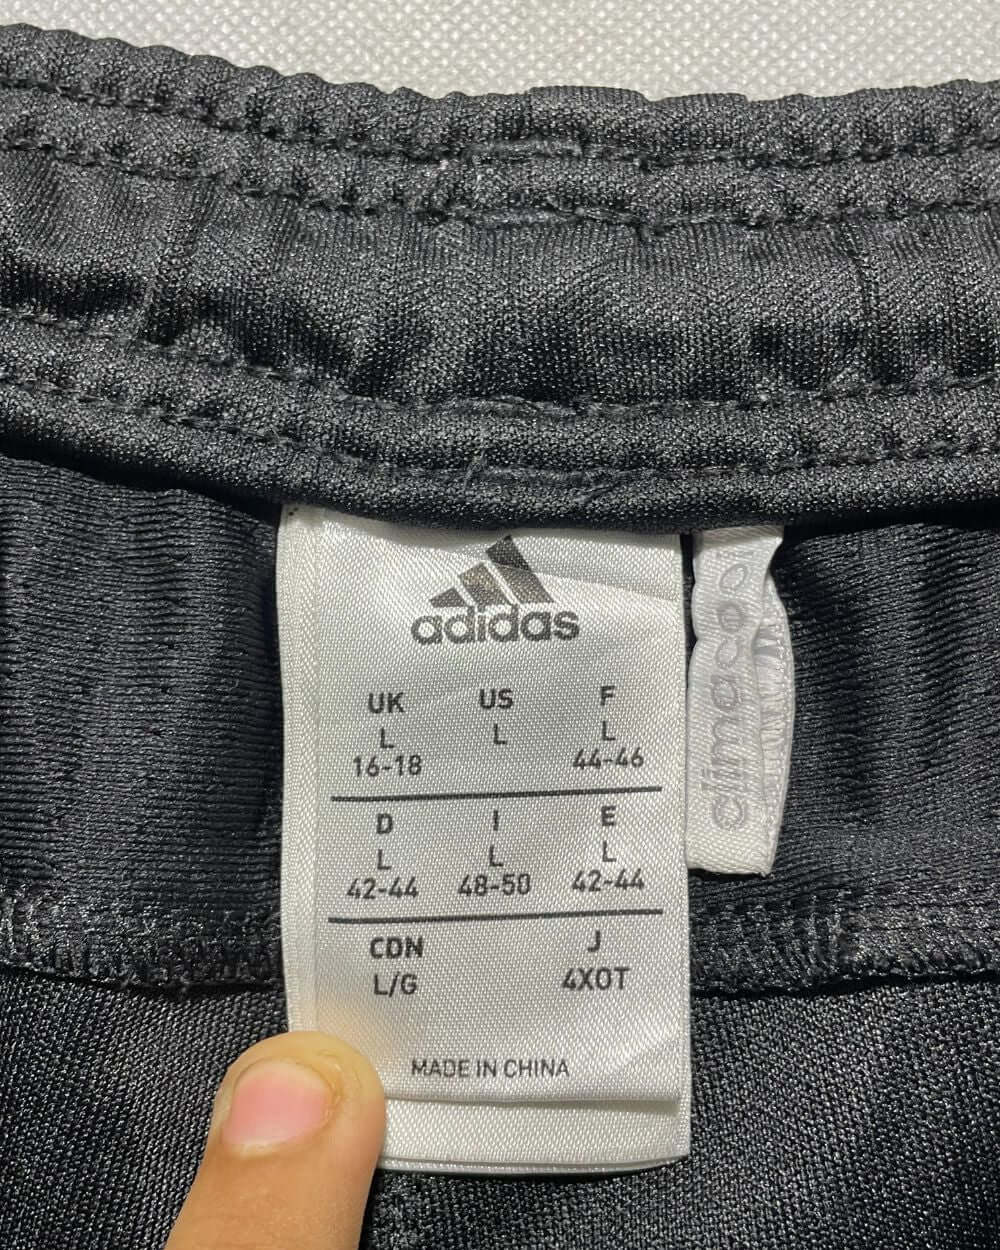 adidas
UK US F
L L L
16-18 44-46
D I E
L L L
42-44 48-50 42-44
CDN J
L/G 4XOT
MADE IN CHINA
climacool